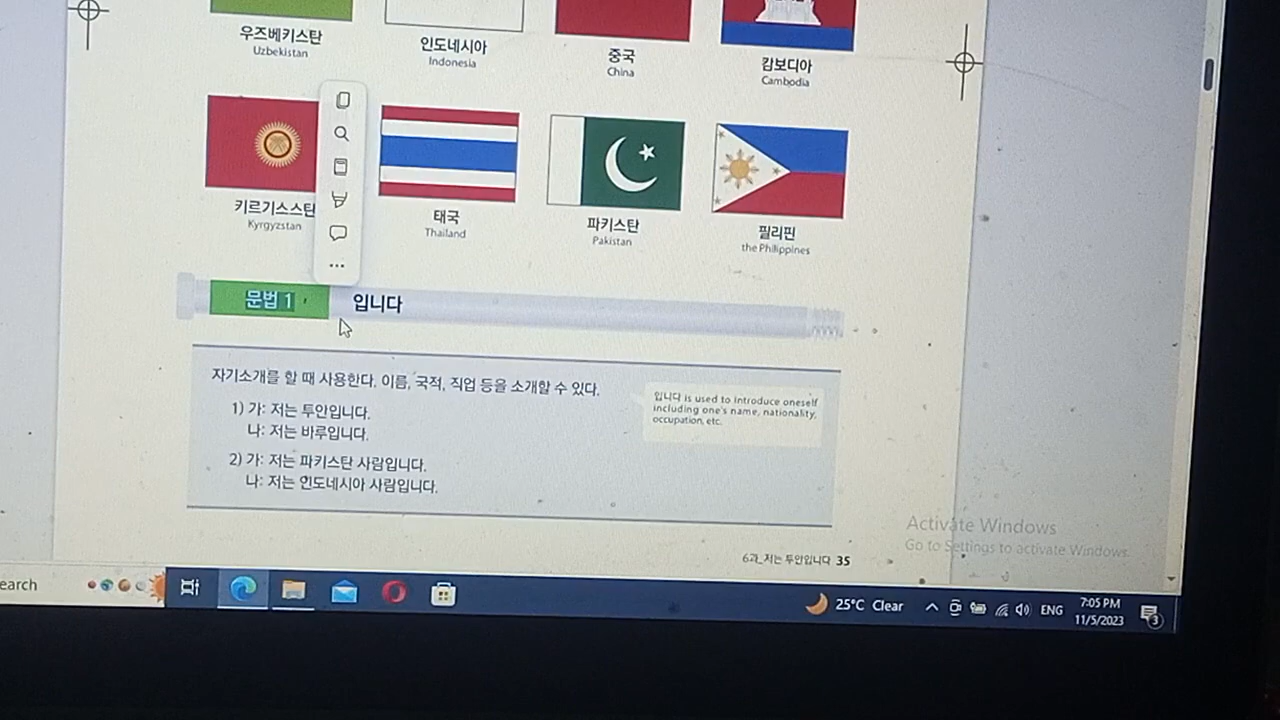 우즈베키스탄
Uzbekistan
인도네시아
Indonesia
중국
China
캄보디아
Cambodia
키르기스스탄
Kyrgyzstan
태국
Thailand
파키스탄
Pakistan
필리핀
the Philippines
문법 1
입니다
자기소개를 할 때 사용한다. 이름, 국적, 직업 등을 소개할 수 있다.
입니다 is used to introduce oneself
including one's name, nationality,
occupation, etc.
1) 가: 저는 투안입니다.
나: 저는 바루입니다.
2) 가: 저는 파키스탄 사람입니다.
나: 저는 인도네시아 사람입니다.
Activate Windows
Go to Settings to activate Windows.
6과_저는 투안입니다 35
earch
25°C Clear
ENG
7:05 PM
11/5/2023
3